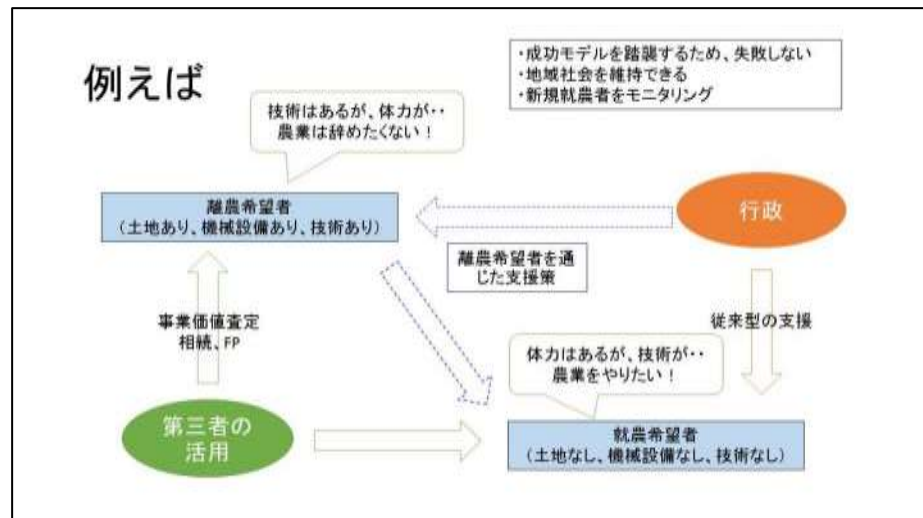 例えば
・成功モデルを踏襲するため、失敗しない
・地域社会を維持できる
・新規就農者をモニタリング
技術はあるが、体力が・・
農業は辞めたくない！
離農希望者
（土地あり、機械設備あり、技術あり）
行政
離農希望者を通
じた支援策
事業価値査定
相続、FP
従来型の支援
体力はあるが、技術が・・
農業をやりたい！
第三者の
活用
就農希望者
（土地なし、機械設備なし、技術なし）